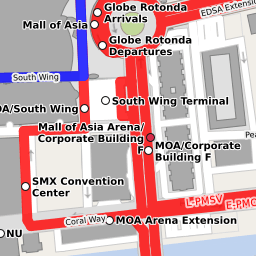 Globe Rotonda
Arrivals
Mall of Asia
Globe Rotonda
Departures
EDSA Extension
South Wing
South Wing Terminal
OA/South Wing
Mall of Asia Arena/
Corporate Building
F
MOA/Corporate
Building F
Pea
SMX Convention
Center
L-PMSV
E.PMC
Coral Way
MOA Arena Extension
NU